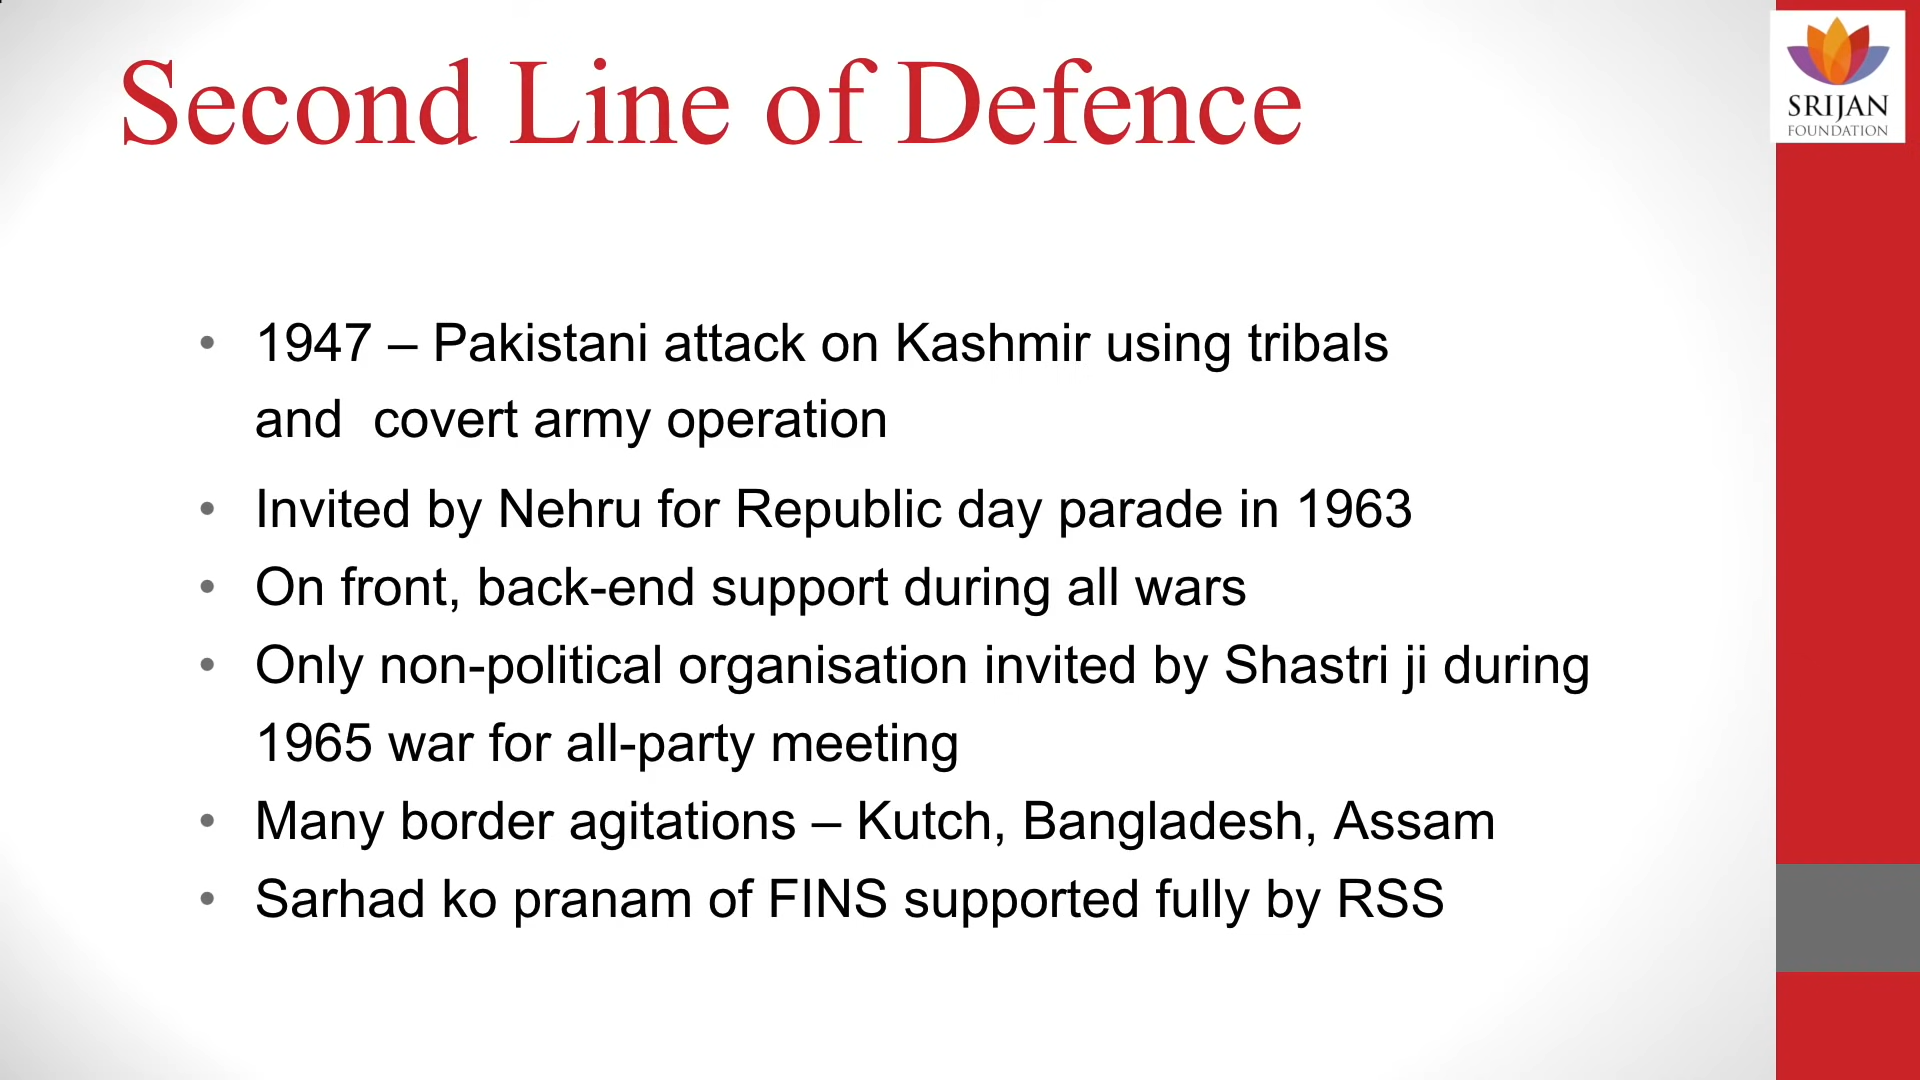 Second Line of Defence
SRIJAN
FOUNDATION
• 1947 – Pakistani attack on Kashmir using tribals
and  covert army operation
• Invited by Nehru for Republic day parade in 1963
• On front, back-end support during all wars
• Only non-political organisation invited by Shastri ji during
1965 war for all-party meeting
• Many border agitations – Kutch, Bangladesh, Assam
• Sarhad ko pranam of FINS supported fully by RSS